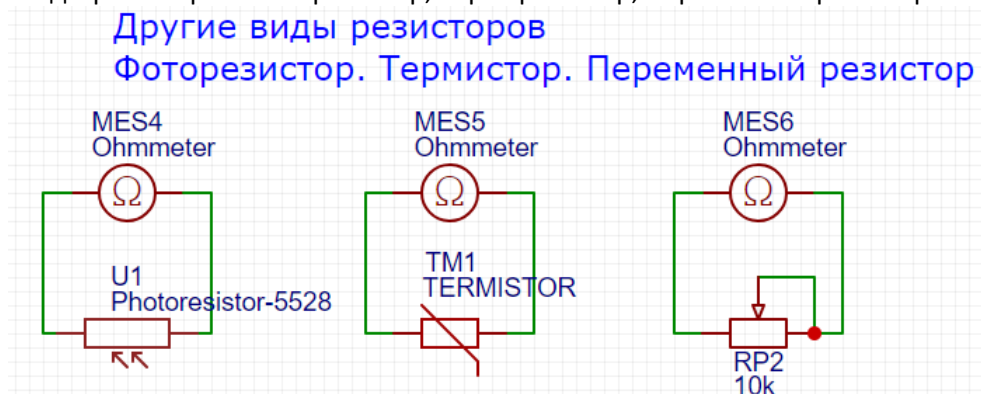 Другие виды резисторов
Фоторезистор. Термистор. Переменный резистор
MES4
Ohmmeter
Ω
U1
Photoresistor-5528
MES5
Ohmmeter
Ω
TM1
TERMISTOR
MES6
Ohmmeter
Ω
RP2
10k